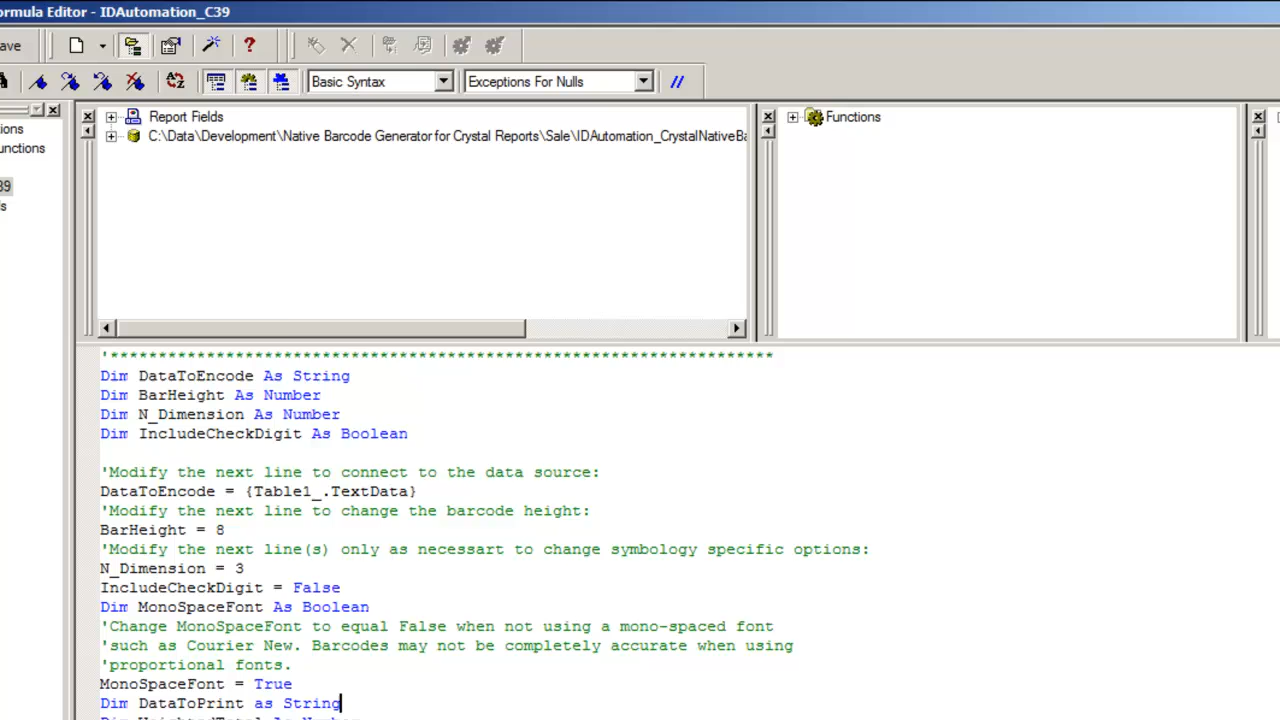 ormula Editor - IDAutomation_C39
ave
Basic Syntax
Exceptions For Nulls
//
ions
unctions
39
s
Report Fields
C:\Data\Development\Native Barcode Generator for Crystal Reports\Sale\IDAutomation_CrystalNativeBa
Functions
'*********************************************************************
Dim DataToEncode As String
Dim BarHeight As Number
Dim N_Dimension As Number
Dim IncludeCheckDigit As Boolean
'Modify the next line to connect to the data source:
DataToEncode = {Table1_.TextData}
'Modify the next line to change the barcode height:
BarHeight = 8
'Modify the next line(s) only as necessart to change symbology specific options:
N_Dimension = 3
IncludeCheckDigit = False
Dim MonoSpaceFont As Boolean
'Change MonoSpaceFont to equal False when not using a mono-spaced font
'such as Courier New. Barcodes may not be completely accurate when using
'proportional fonts.
MonoSpaceFont = True
Dim DataToPrint as String
Dim WeightedTotal As Number